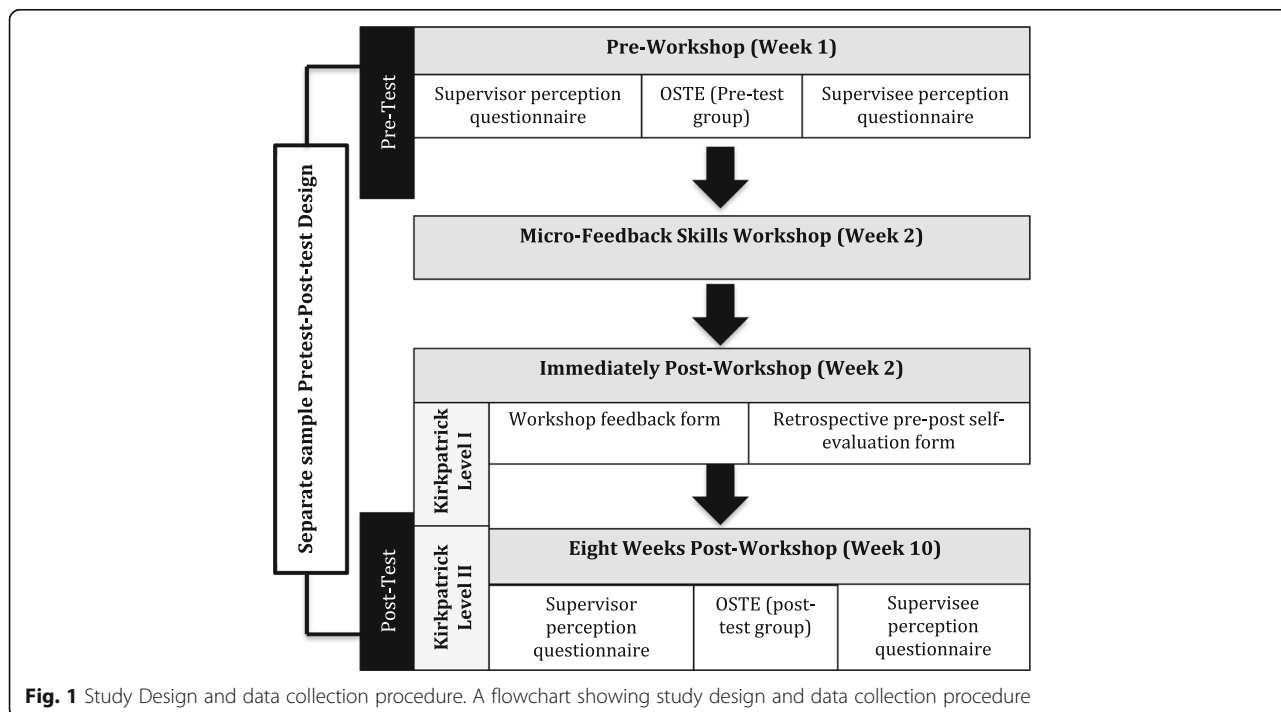 Separate sample Pretest-Post-test Design
Pre-Test
Pre-Workshop (Week 1)
Supervisor perception
questionnaire
OSTE (Pre-test
group)
Supervisee perception
questionnaire
Micro-Feedback Skills Workshop (Week 2)
Immediately Post-Workshop (Week 2)
Kirkpatrick
Level I
Workshop feedback form
Retrospective pre-post self-
evaluation form
Post-Test
Kirkpatrick
Level II
Eight Weeks Post-Workshop (Week 10)
Supervisor
perception
questionnaire
OSTE (post-
test group)
Supervisee
perception
questionnaire
Fig. 1 Study Design and data collection procedure. A flowchart showing study design and data collection procedure